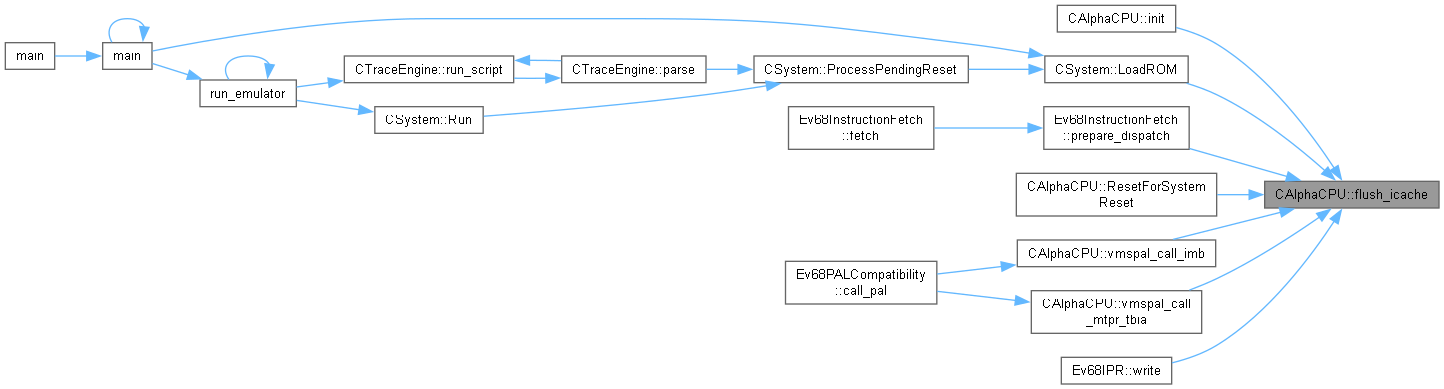 CAlphaCPU::init
main
main
run_emulator
CTraceEngine::run_script
CTraceEngine::parse
CSystem::ProcessPendingReset
CSystem::LoadROM
CSystem::Run
Ev68InstructionFetch
::fetch
Ev68InstructionFetch
::prepare_dispatch
CAlphaCPU::ResetForSystem
Reset
CAlphaCPU::flush_icache
CAlphaCPU::vmspal_call_imb
Ev68PALCompatibility
::call_pal
CAlphaCPU::vmspal_call
_mtpr_tbia
Ev68IPR::write